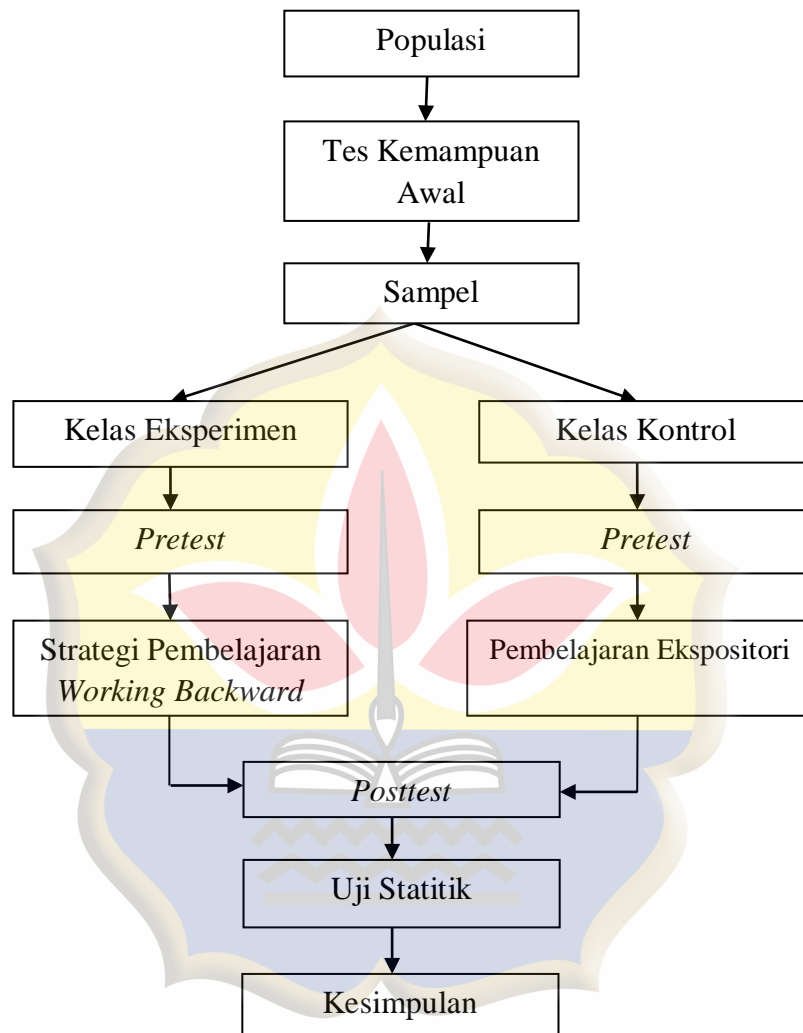 Populasi
Tes Kemampuan
Awal
Sampel
Kelas Eksperimen
Kelas Kontrol
Pretest
Pretest
Strategi Pembelajaran
Working Backward
Pembelajaran Ekspositori
Posttest
Uji Statitik
Kesimpulan